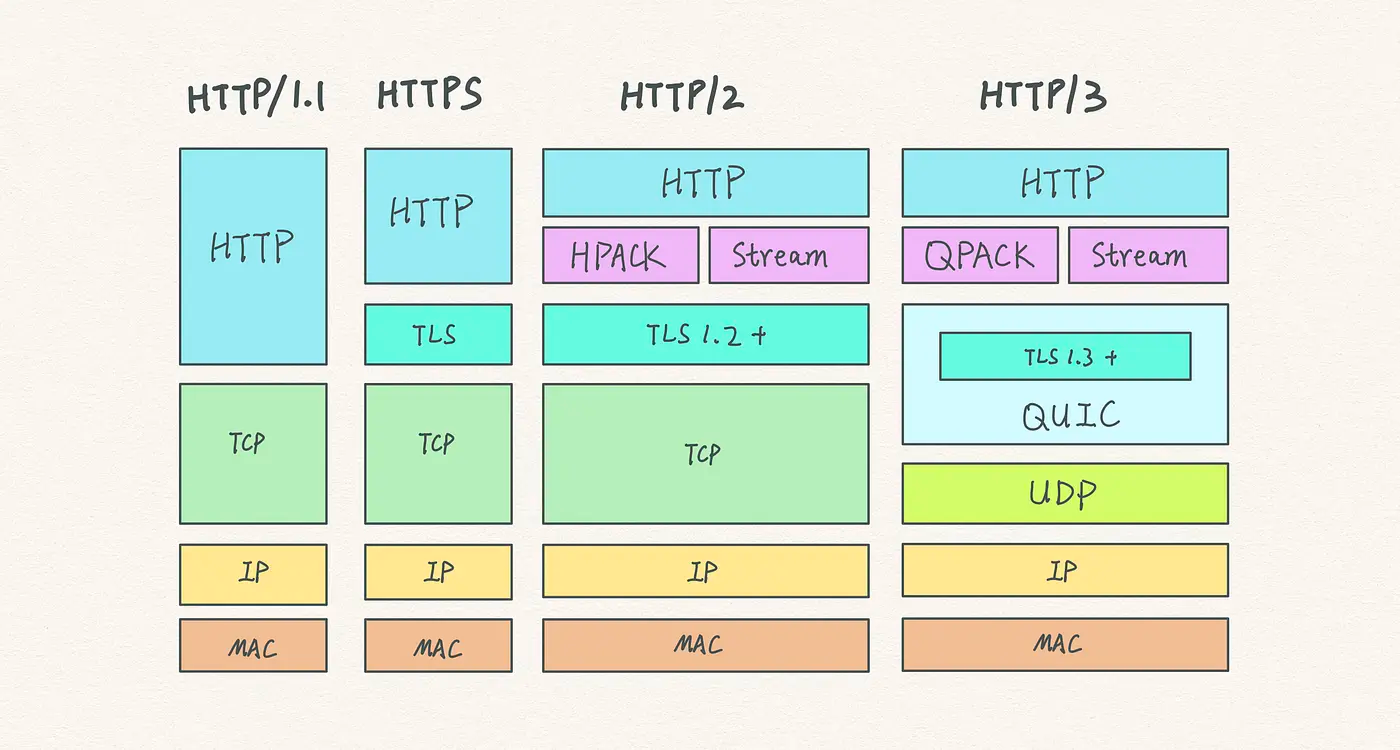 HTTP/1.1
HTTPS
HTTP/2
HTTP/3
HTTP
HTTP
HTTP
HTTP
HPACK
Stream
QPACK
Stream
TLS
TLS 1.2 +
TLS 1.3 +
QUIC
TCP
TCP
TCP
UDP
IP
IP
IP
IP
MAC
MAC
MAC
MAC